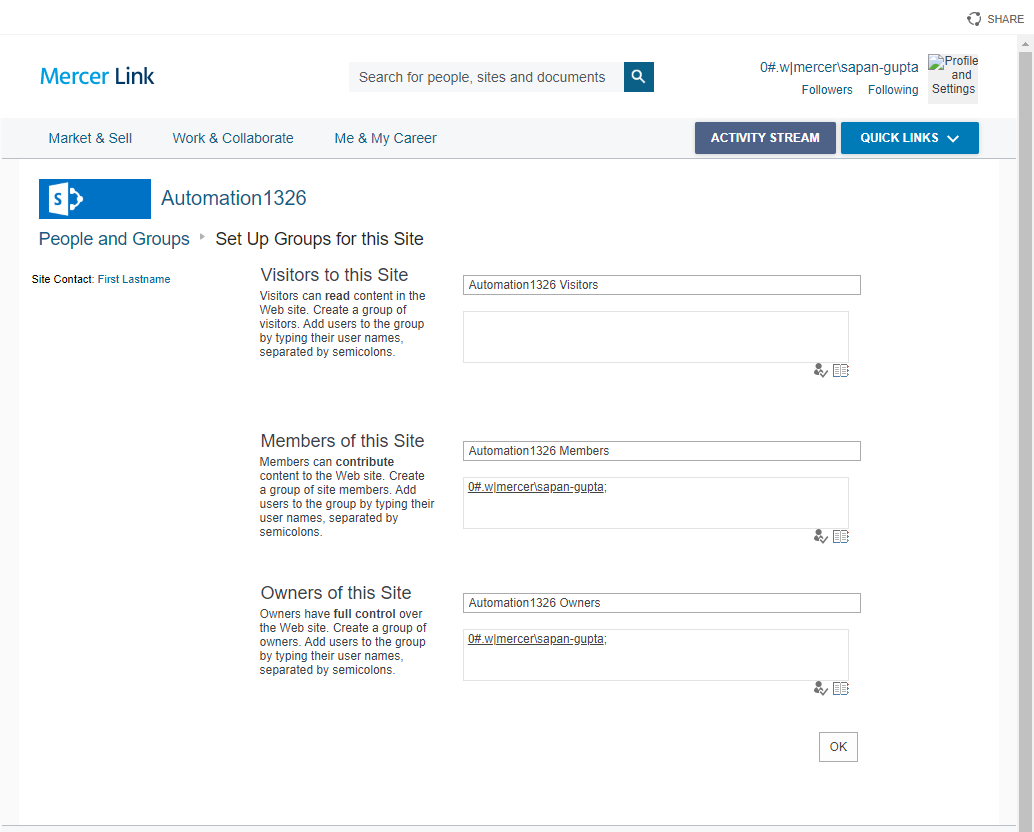 SHARE
Mercer Link
Search for people, sites and documents
0#.w|mercer\sapan-gupta
Followers Following
Profile
and
Settings
Market & Sell Work & Collaborate Me & My Career
ACTIVITY STREAM QUICK LINKS
S
Automation1326
People and Groups Set Up Groups for this Site
Site Contact: First Lastname
Visitors to this Site
Visitors can read content in the
Web site. Create a group of
visitors. Add users to the group
by typing their user names,
separated by semicolons.
Automation1326 Visitors
Members of this Site
Members can contribute
content to the Web site. Create
a group of site members. Add
users to the group by typing their
user names, separated by
semicolons.
Automation1326 Members
0#.w|mercer\sapan-gupta;
Owners of this Site
Owners have full control over
the Web site. Create a group of
owners. Add users to the group
by typing their user names,
separated by semicolons.
Automation1326 Owners
0#.w|mercer\sapan-gupta;
OK